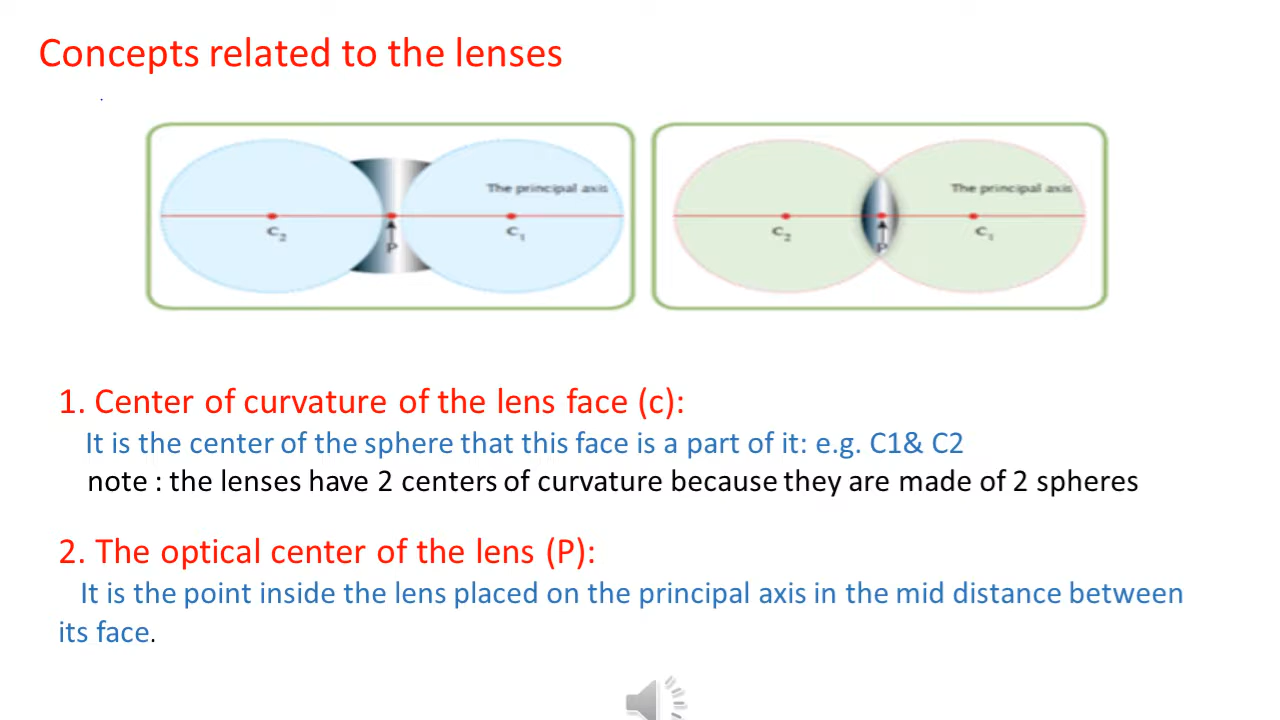 Concepts related to the lenses
The principal axis
C2
P
C1
The principal axis
C2
P
C1
1. Center of curvature of the lens face (c):
It is the center of the sphere that this face is a part of it: e.g. C1& C2
note : the lenses have 2 centers of curvature because they are made of 2 spheres
2. The optical center of the lens (P):
It is the point inside the lens placed on the principal axis in the mid distance between
its face.